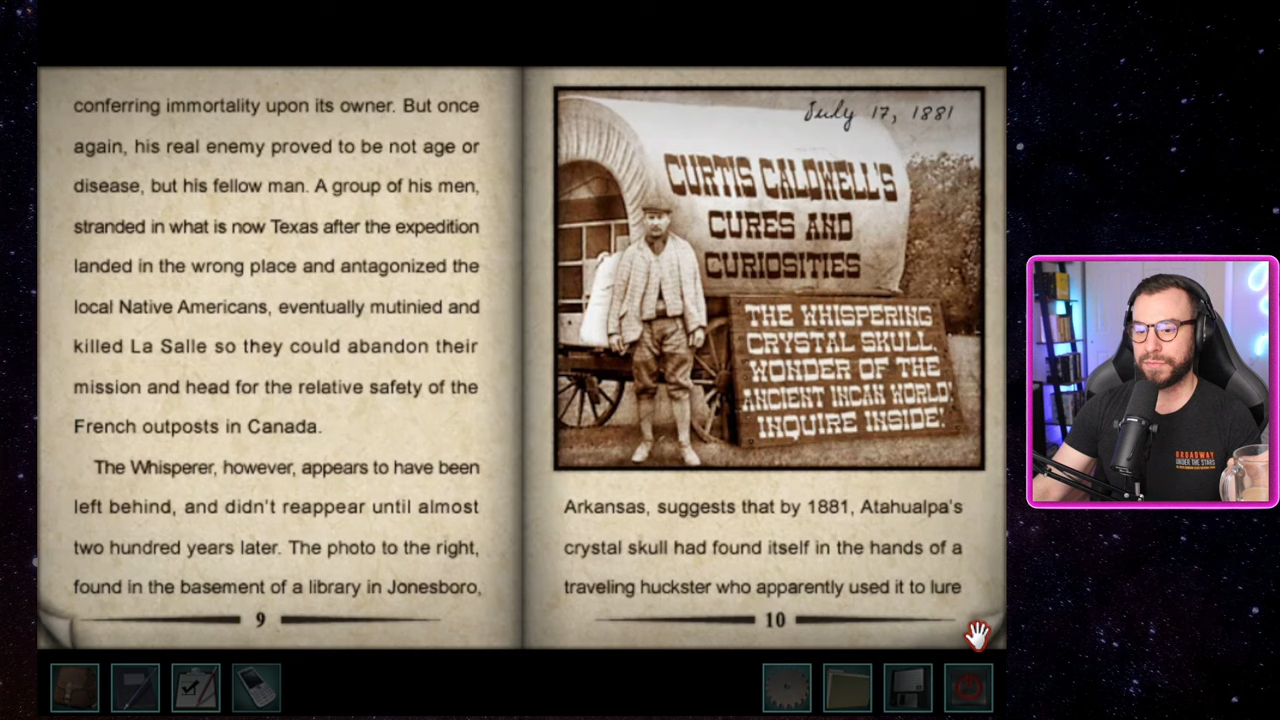 conferring immortality upon its owner. But once
again, his real enemy proved to be not age or
disease, but his fellow man. A group of his men,
stranded in what is now Texas after the expedition
landed in the wrong place and antagonized the
local Native Americans, eventually mutinied and
killed La Salle so they could abandon their
mission and head for the relative safety of the
French outposts in Canada.
The Whisperer, however, appears to have been
left behind, and didn't reappear until almost
two hundred years later. The photo to the right,
found in the basement of a library in Jonesboro,
9
July 17, 1881
CURTIS CALDWELL'S
CURES AND
CURIOSITIES
THE WHISPERING
CRYSTAL SKULL.
WONDER OF THE
ANCIENT INCAN WORLD!
INQUIRE INSIDE!
Arkansas, suggests that by 1881, Atahualpa's
crystal skull had found itself in the hands of a
traveling huckster who apparently used it to lure
10
BROADWAY
UNDER THE STARS